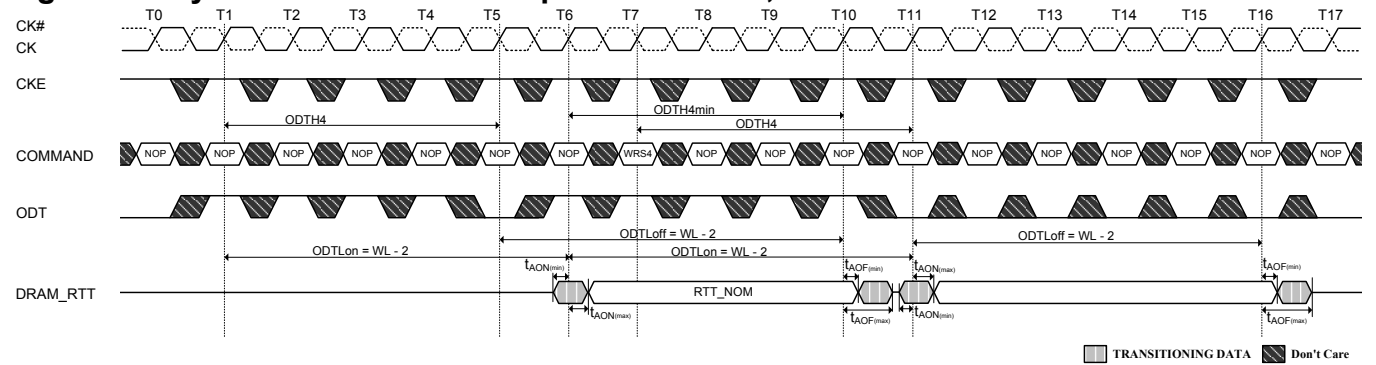 T0 T1 T2 T3 T4 T5 T6 T7 T8 T9 T10 T11 T12 T13 T14 T15 T16 T17
CK#
CK
CKE
ODTH4min
ODTH4 ODTH4
COMMAND NOP NOP NOP NOP NOP NOP NOP WRS4 NOP NOP NOP NOP NOP NOP NOP NOP NOP NOP
ODT
ODTLoff = WL - 2 ODTLoff = WL - 2
ODTLon = WL - 2 ODTLon = WL - 2
tAON(min) tAOF(min) tAON(max) tAOF(min)
DRAM_RTT RTT_NOM
tAON(max) tAOF(max) tAON(min) tAOF(max)
TRANSITIONING DATA Don't Care